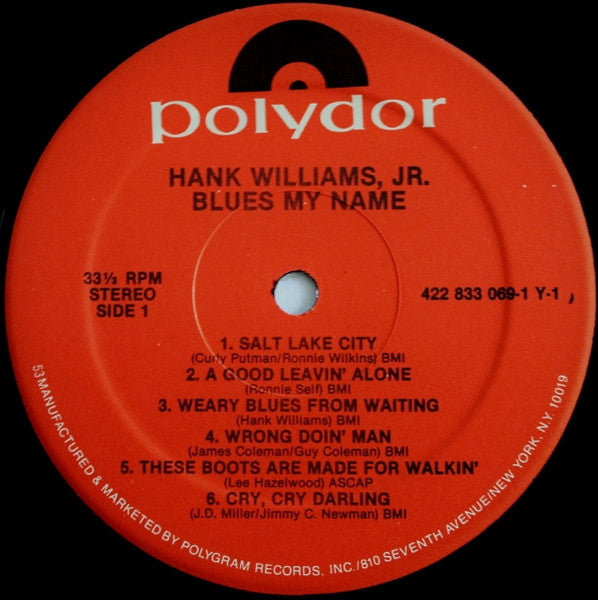 polydor
HANK WILLIAMS, JR.
BLUES MY NAME
33⅓ RPM
STEREO
SIDE 1
422 833 069-1 Y-1
1. SALT LAKE CITY
(Curly Putman/Ronnie Wilkins) BMI
2. A GOOD LEAVIN' ALONE
(Ronnie Self) BMI
3. WEARY BLUES FROM WAITING
(Hank Williams) BMI
4. WRONG DOIN' MAN
(James Coleman/Guy Coleman) BMI
5. THESE BOOTS ARE MADE FOR WALKIN'
(Lee Hazelwood) ASCAP
6. CRY, CRY DARLING
(J.D. Miller/Jimmy C. Newman) BMI
53 MANUFACTURED & MARKETED BY POLYGRAM RECORDS, INC./810 SEVENTH AVENUE/NEW YORK, N.Y. 10019